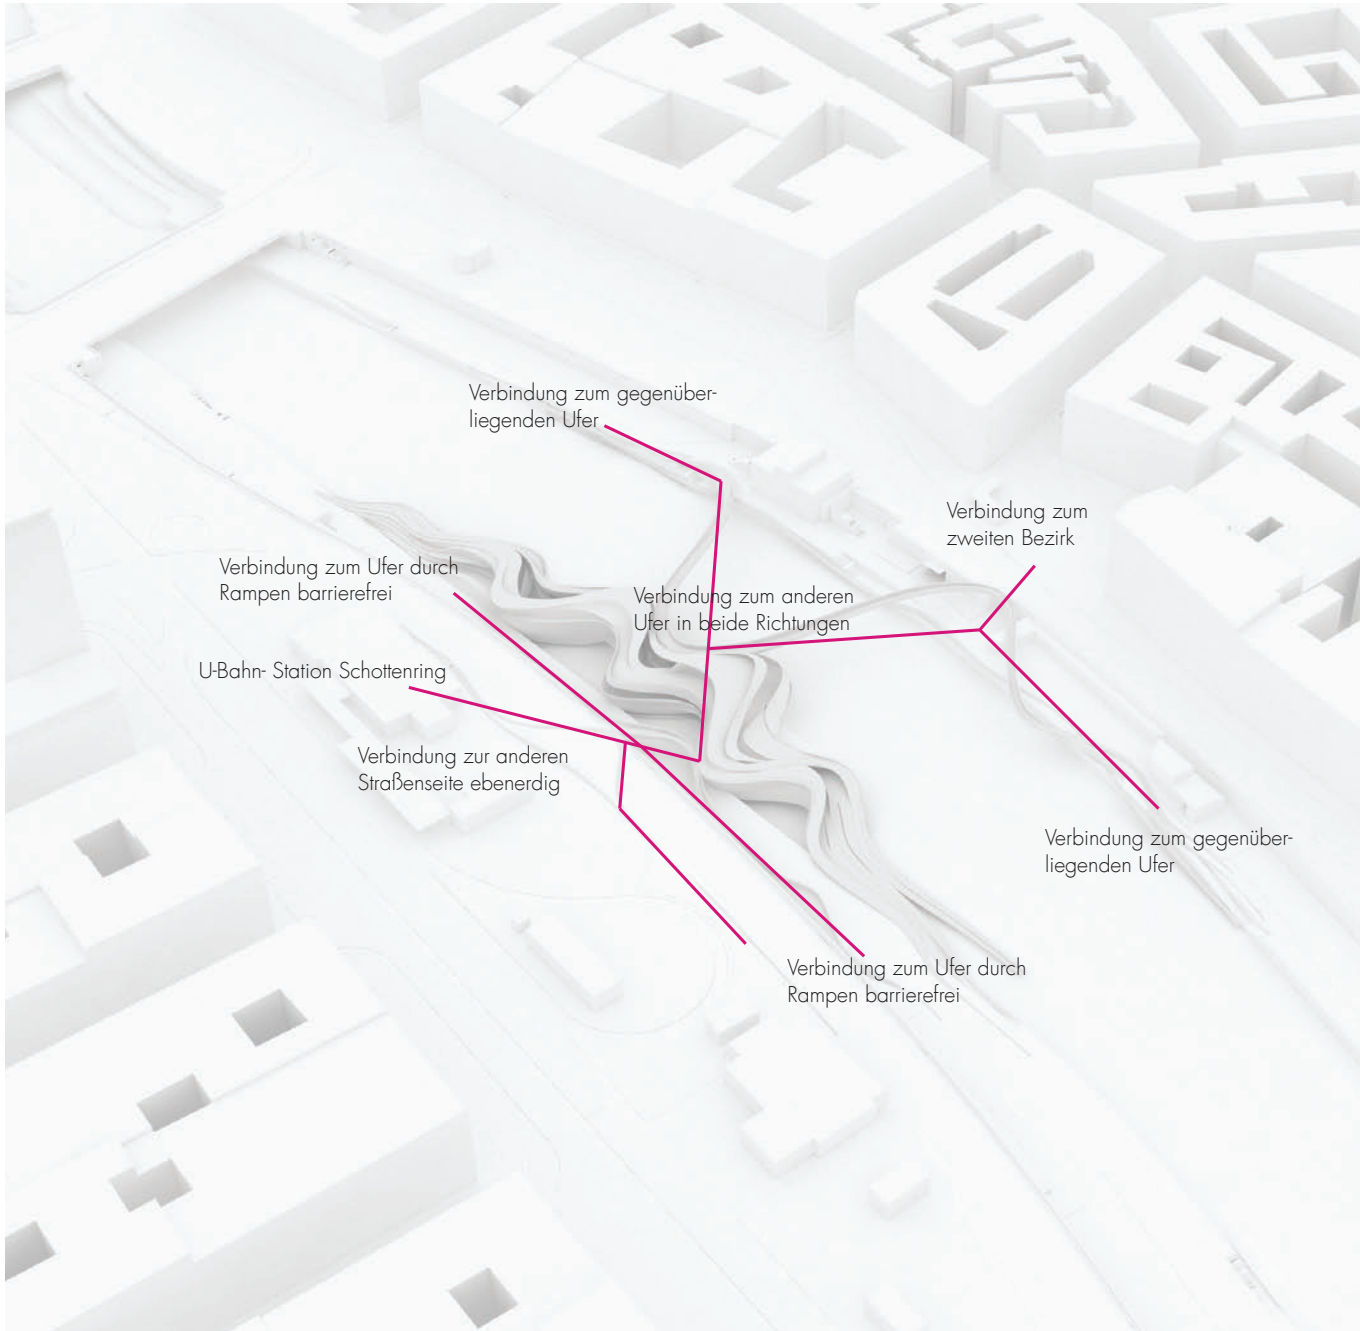 Verbindung zum gegenüber-
liegenden Ufer
Verbindung zum
zweiten Bezirk
Verbindung zum Ufer durch
Rampen barrierefrei
Verbindung zum anderen
Ufer in beide Richtungen
U-Bahn- Station Schottenring
Verbindung zur anderen
Straßenseite ebenerdig
Verbindung zum gegenüber-
liegenden Ufer
Verbindung zum Ufer durch
Rampen barrierefrei